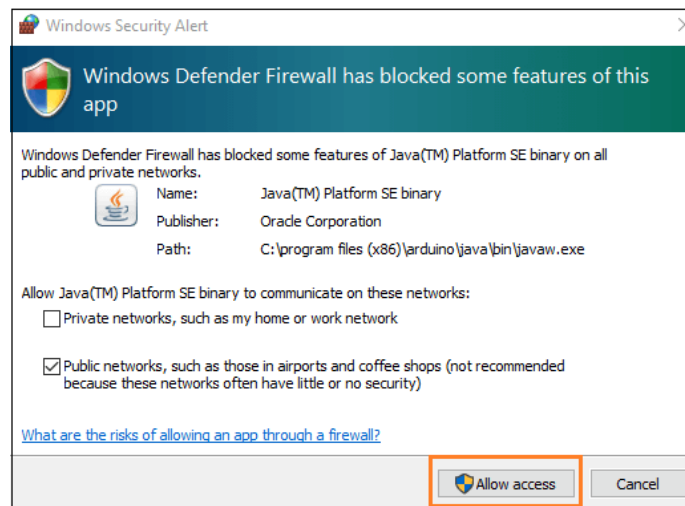 Windows Security Alert
Windows Defender Firewall has blocked some features of this
app
Windows Defender Firewall has blocked some features of Java(TM) Platform SE binary on all
public and private networks.
Name: Java(TM) Platform SE binary
Publisher: Oracle Corporation
Path: C:\program files (x86)\arduino\java\bin\javaw.exe
Allow Java(TM) Platform SE binary to communicate on these networks:
Private networks, such as my home or work network
Public networks, such as those in airports and coffee shops (not recommended
because these networks often have little or no security)
What are the risks of allowing an app through a firewall?
Allow access Cancel